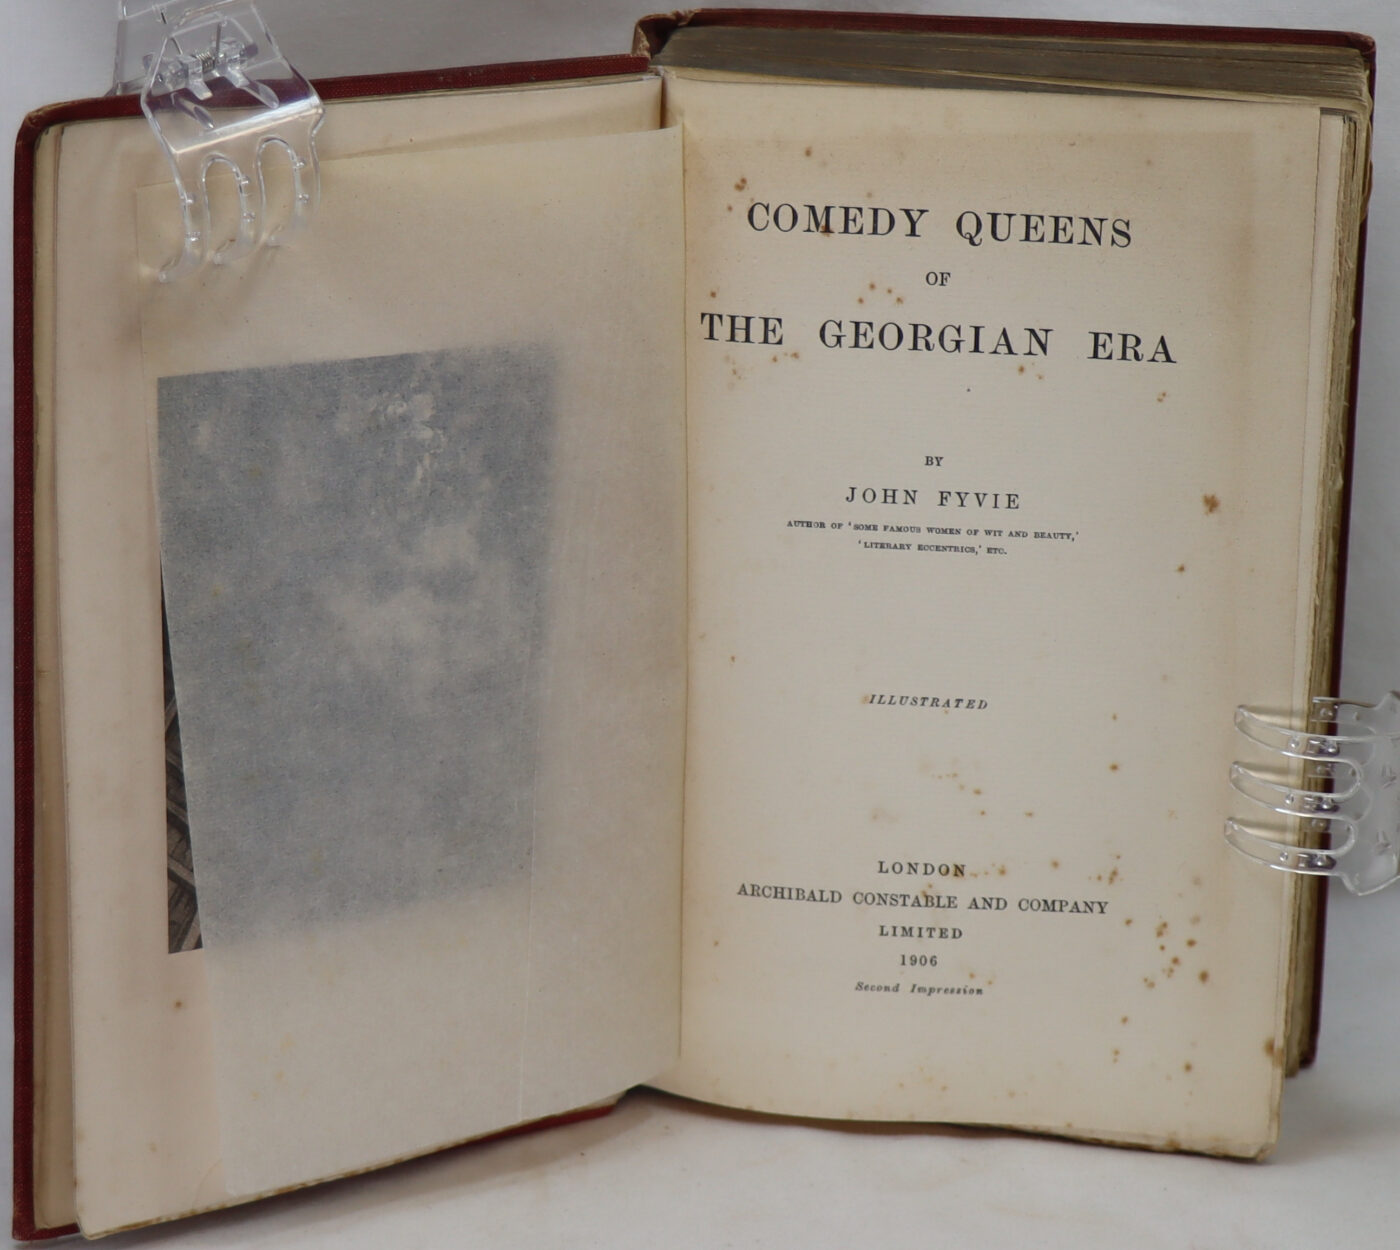 COMEDY QUEENS
OF
THE GEORGIAN ERA
BY
JOHN FYVIE
AUTHOR OF 'SOME FAMOUS WOMEN OF WIT AND BEAUTY,'
'LITERARY ECCENTRICS,' ETC.
ILLUSTRATED
LONDON
ARCHIBALD CONSTABLE AND COMPANY
LIMITED
1906
Second Impression